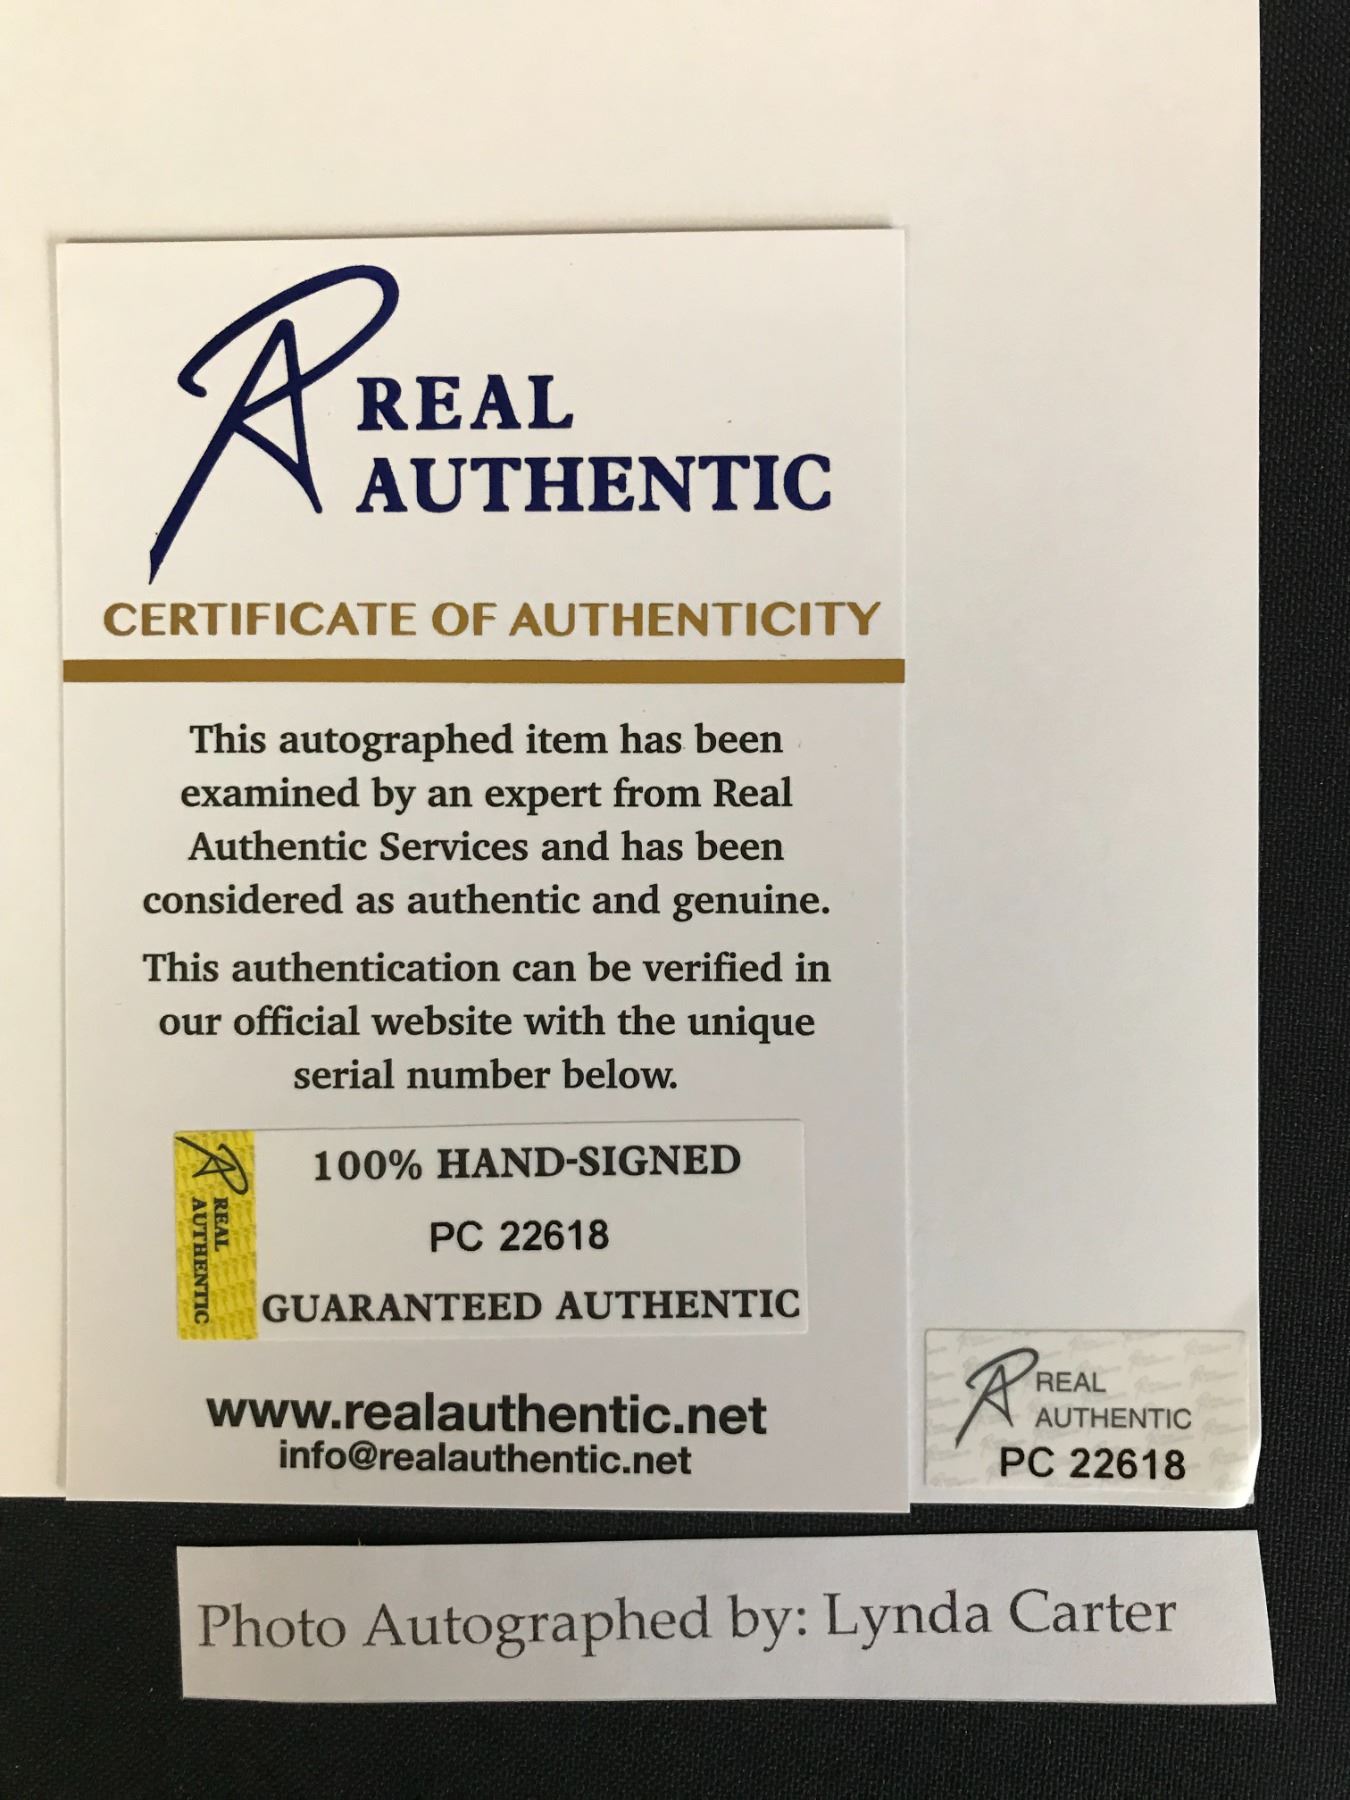 REAL
AUTHENTIC
CERTIFICATE OF AUTHENTICITY
This autographed item has been
examined by an expert from Real
Authentic Services and has been
considered as authentic and genuine.
This authentication can be verified in
our official website with the unique
serial number below.
REAL
AUTHENTIC
100% HAND-SIGNED
PC 22618
GUARANTEED AUTHENTIC
www.realauthentic.net
info@realauthentic.net
REAL
AUTHENTIC
PC 22618
Photo Autographed by: Lynda Carter